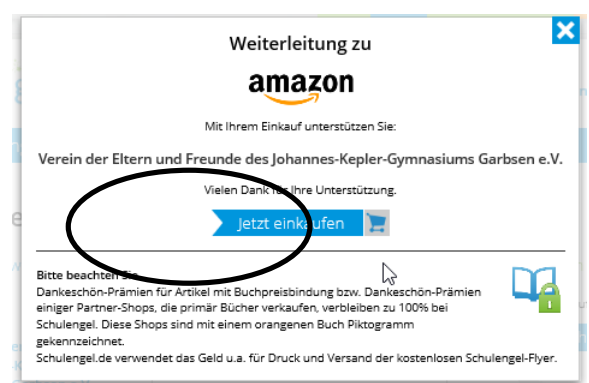 Weiterleitung zu
amazon
Mit Ihrem Einkauf unterstützen Sie:
Verein der Eltern und Freunde des Johannes-Kepler-Gymnasiums Garbsen e.V.
Vielen Dank für Ihre Unterstützung.
Jetzt einkaufen
Bitte beachten Sie
Dankeschön-Prämien für Artikel mit Buchpreisbindung bzw. Dankeschön-Prämien
einiger Partner-Shops, die primär Bücher verkaufen, verbleiben zu 100% bei
Schulengel. Diese Shops sind mit einem orangenen Buch Piktogramm
gekennzeichnet.
Schulengel.de verwendet das Geld u.a. für Druck und Versand der kostenlosen Schulengel-Flyer.